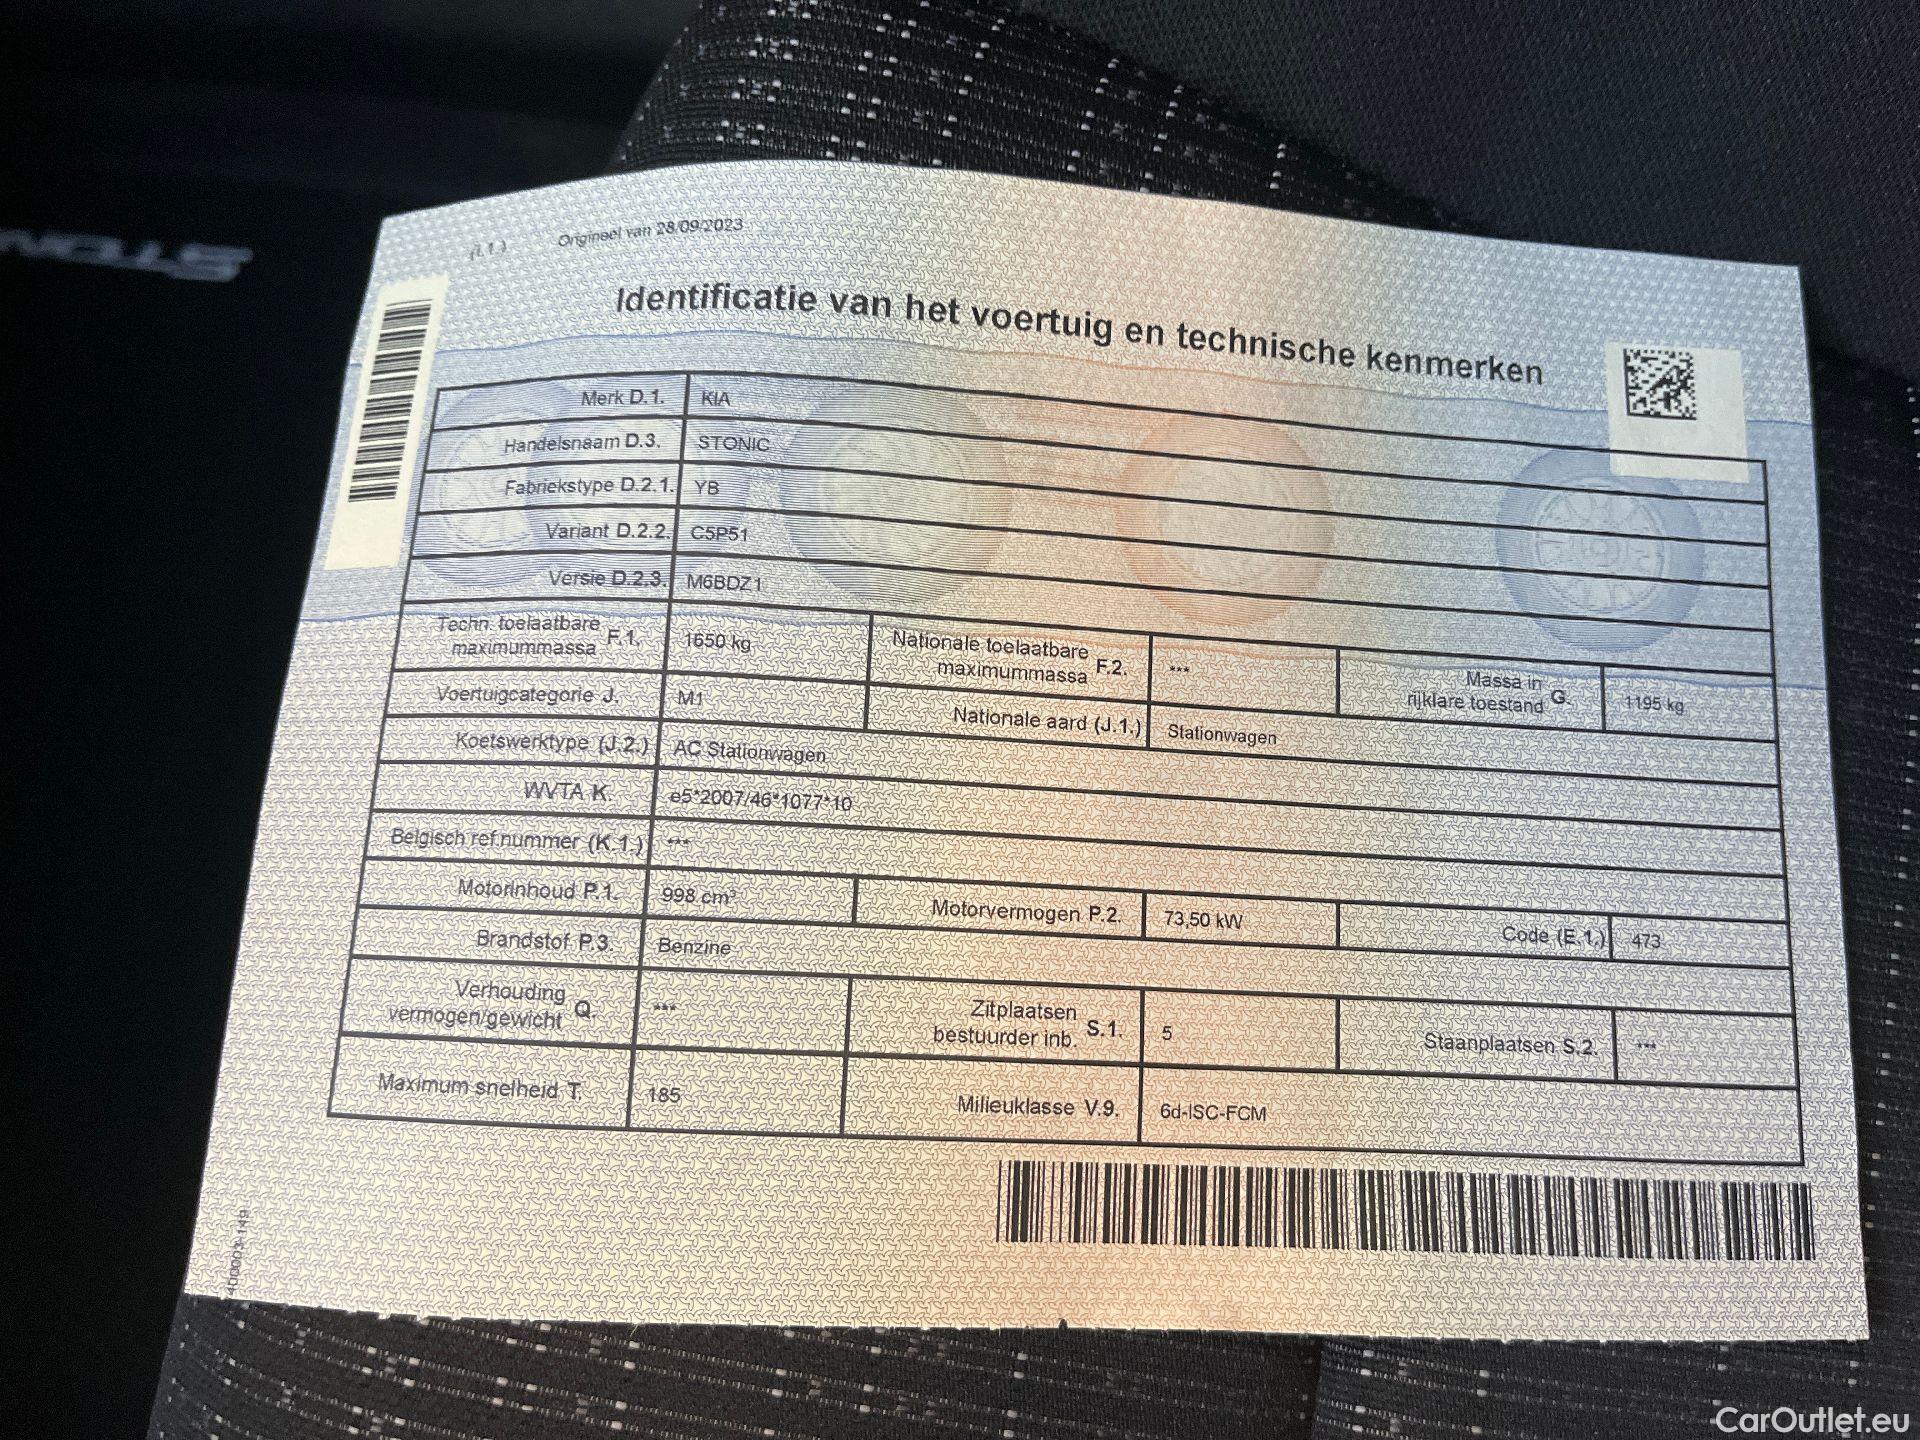 (I.1.) Origineel van 28/09/2023
Identificatie van het voertuig en technische kenmerken
Merk D.1. KIA
Handelsnaam D.3. STONIC
Fabriekstype D.2.1. YB
Variant D.2.2. C5P51
Versie D.2.3. M6BDZ1
Techn. toelaatbare maximummassa F.1. 1650 kg Nationale toelaatbare maximummassa F.2. *** Massa in rijklare toestand G. 1195 kg
Voertuigcategorie J. M1 Nationale aard (J.1.) Stationwagen
Koetswerktype (J.2.) AC Stationwagen
WVTA K. e5*2007/46*1077*10
Belgisch ref.nummer (K.1.) ***
Motorinhoud P.1. 998 cm³ Motorvermogen P.2. 73,50 kW Code (E.1.) 473
Brandstof P.3. Benzine
Verhouding vermogen/gewicht Q. *** Zitplaatsen bestuurder inb. S.1. 5 Staanplaatsen S.2. ***
Maximum snelheid T. 185 Milieuklasse V.9. 6d-ISC-FCM
CarOutlet.eu